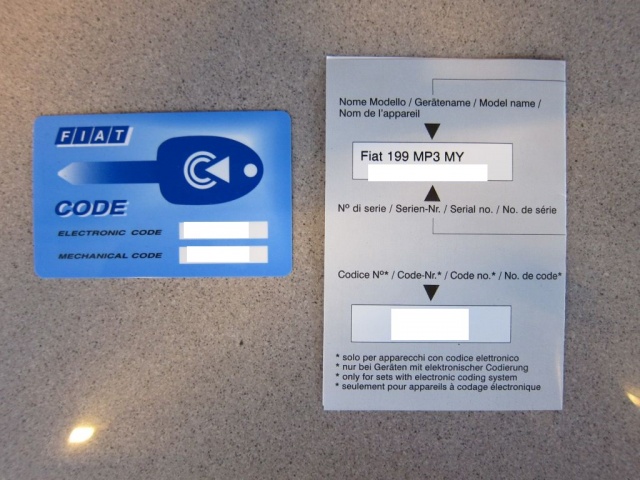 FIAT
CODE
ELECTRONIC CODE
MECHANICAL CODE
Nome Modello / Gerätename / Model name /
Nom de l'appareil
Fiat 199 MP3 MY
Nº di serie / Serien-Nr. / Serial no. / No. de série
Codice Nº* / Code-Nr.* / Code no.* / No. de code*
* solo per apparecchi con codice elettronico
* nur bei Geräten mit elektronischer Codierung
* only for sets with electronic coding system
* seulement pour appareils à codage électronique